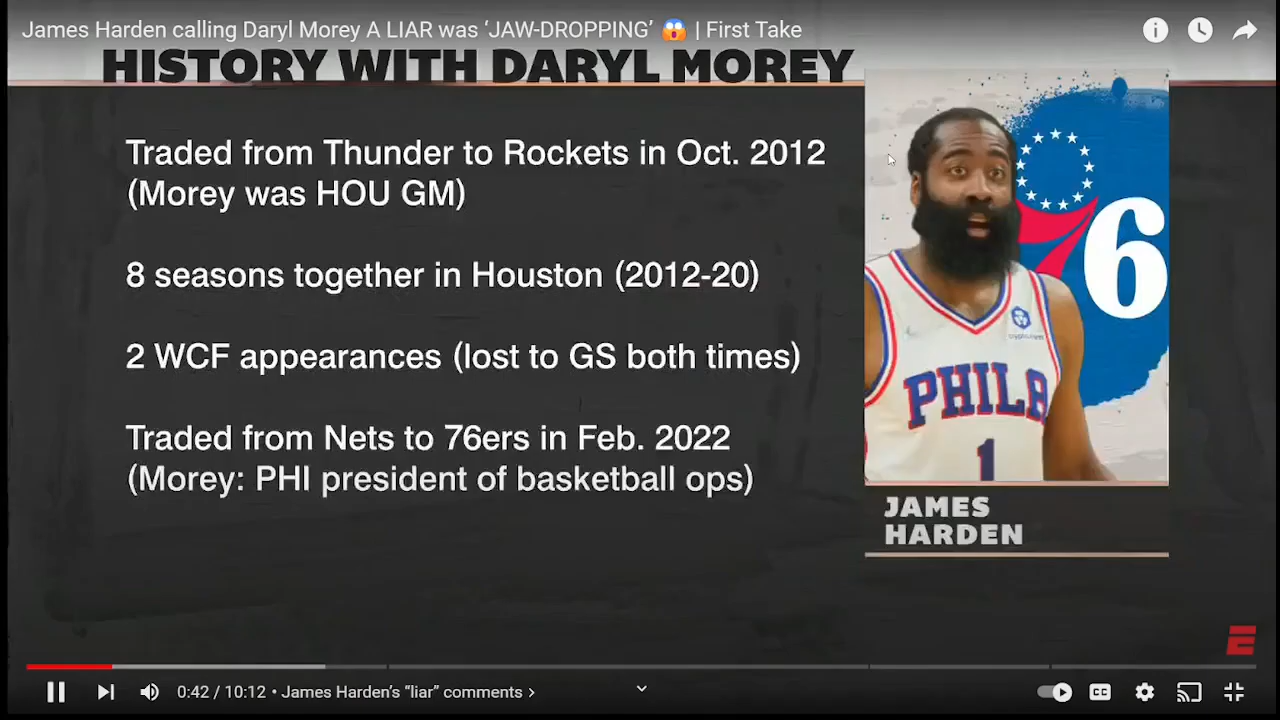 James Harden calling Daryl Morey A LIAR was ‘JAW-DROPPING’ 😱 | First Take
HISTORY WITH DARYL MOREY
Traded from Thunder to Rockets in Oct. 2012
(Morey was HOU GM)
8 seasons together in Houston (2012-20)
2 WCF appearances (lost to GS both times)
Traded from Nets to 76ers in Feb. 2022
(Morey: PHI president of basketball ops)
76
PHILA
1
JAMES
HARDEN
E
0:42 / 10:12 • James Harden’s “liar” comments ›
CC